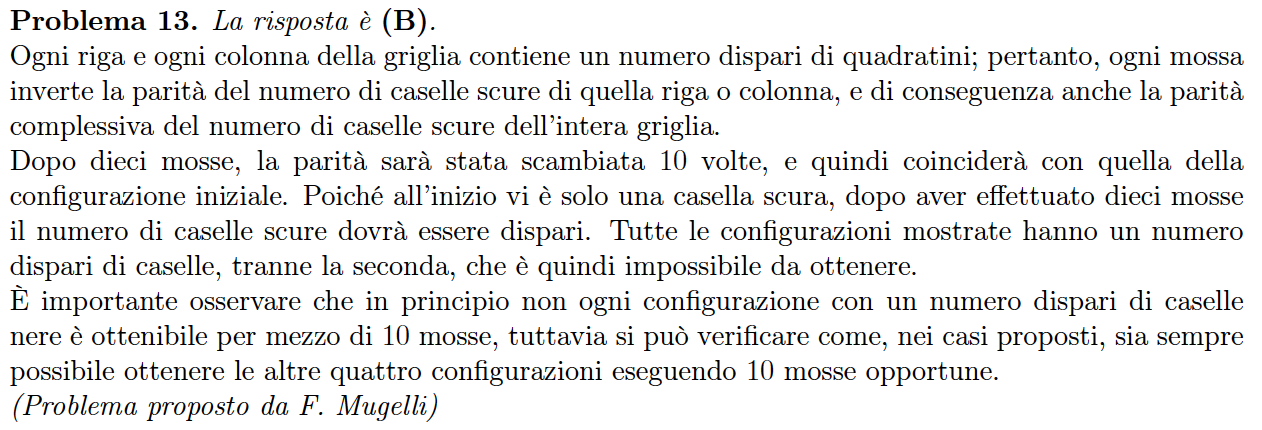 Problema 13. La risposta è (B).
Ogni riga e ogni colonna della griglia contiene un numero dispari di quadratini; pertanto, ogni mossa
inverte la parità del numero di caselle scure di quella riga o colonna, e di conseguenza anche la parità
complessiva del numero di caselle scure dell'intera griglia.
Dopo dieci mosse, la parità sarà stata scambiata 10 volte, e quindi coinciderà con quella della
configurazione iniziale. Poiché all'inizio vi è solo una casella scura, dopo aver effettuato dieci mosse
il numero di caselle scure dovrà essere dispari. Tutte le configurazioni mostrate hanno un numero
dispari di caselle, tranne la seconda, che è quindi impossibile da ottenere.
È importante osservare che in principio non ogni configurazione con un numero dispari di caselle
nere è ottenibile per mezzo di 10 mosse, tuttavia si può verificare come, nei casi proposti, sia sempre
possibile ottenere le altre quattro configurazioni eseguendo 10 mosse opportune.
(Problema proposto da F. Mugelli)